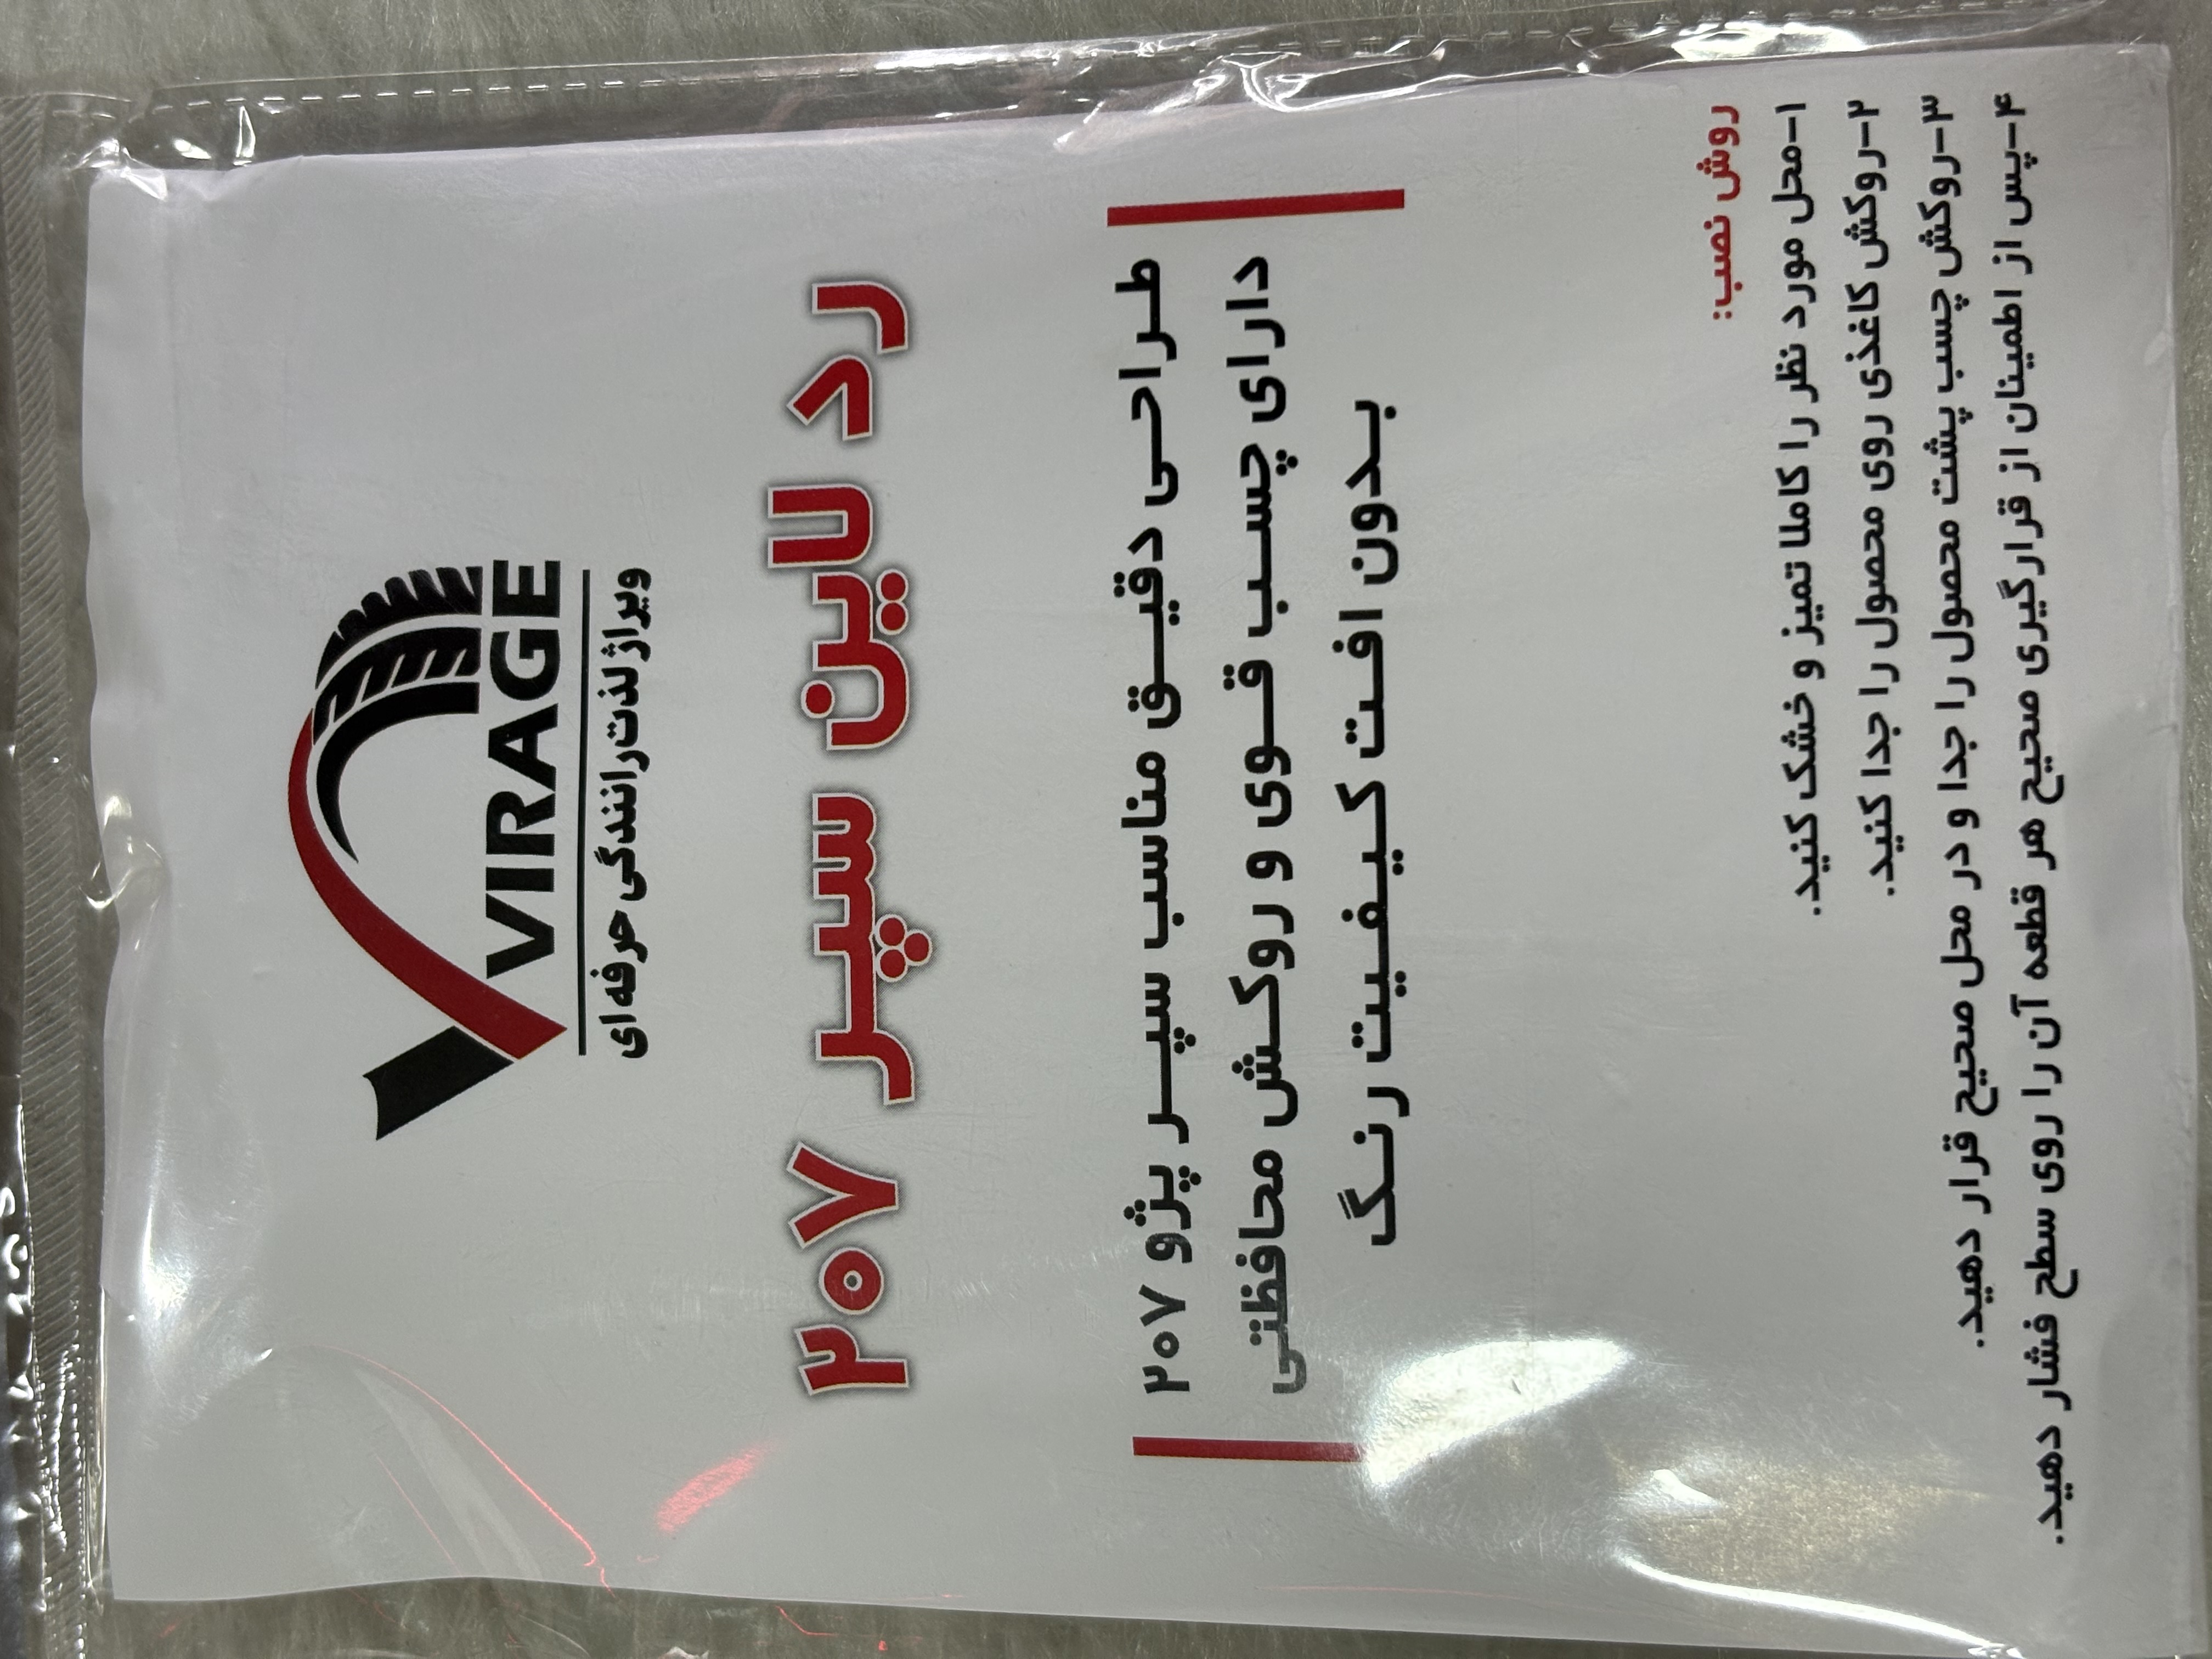 VIRAGE
ویراژ لذت رانندگی حرفه ای
رد لاین سپر ۲۰۷
طراحی دقیق مناسب سپر پژو ۲۰۷
دارای چسب قوی و روکش محافظتی
بدون افت کیفیت رنگ
روش نصب:
۱-محل مورد نظر را کاملا تمیز و خشک کنید.
۲-روکش کاغذی روی محصول را جدا کنید.
۳-روکش چسب پشت محصول را جدا و در محل صحیح قرار دهید.
۴-پس از اطمینان از قرارگیری صحیح هر قطعه آن را روی سطح فشار دهید.